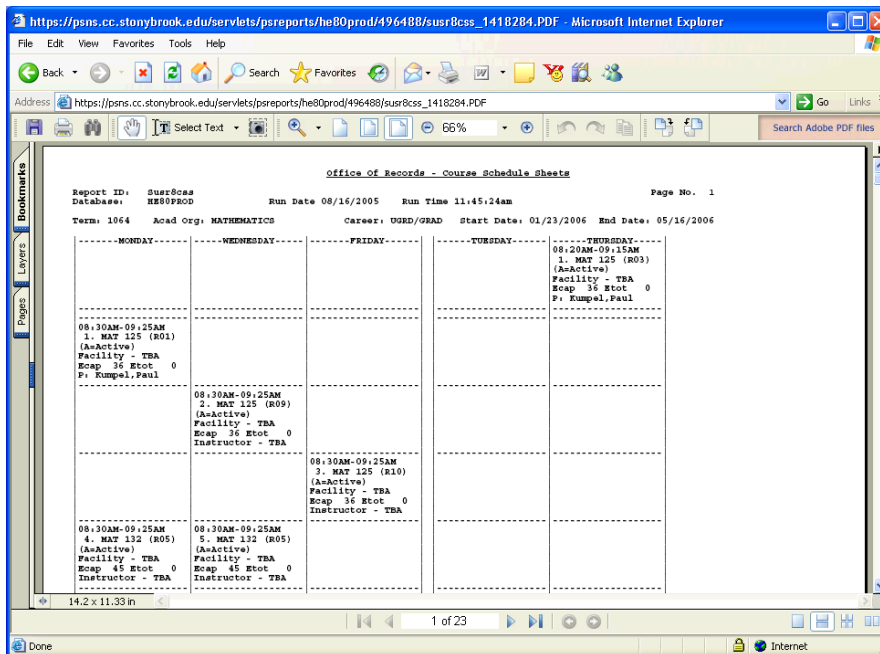 https://psns.cc.stonybrook.edu/servlets/psreports/he80prod/496488/susr8css_1418284.PDF - Microsoft Internet Explorer
File Edit View Favorites Tools Help
Back Search Favorites
Address https://psns.cc.stonybrook.edu/servlets/psreports/he80prod/496488/susr8css_1418284.PDF Go Links
Select Text 66% Search Adobe PDF files
Bookmarks
Layers
Pages
Office Of Records - Course Schedule Sheets
Report ID: Susr8css Page No. 1
Database: HE80PROD Run Date 08/16/2005 Run Time 11:45:24am
Term: 1064 Acad Org: MATHEMATICS Career: UGRD/GRAD Start Date: 01/23/2006 End Date: 05/16/2006
-------MONDAY----- -----WEDNESDAY----- -------FRIDAY----- ------TUESDAY------ ------THURSDAY-----
08:20AM-09:15AM
1. MAT 125 (R03)
(A=Active)
Facility - TBA
Ecap 36 Etot 0
P: Kumpel,Paul
08:30AM-09:25AM
1. MAT 125 (R01)
(A=Active)
Facility - TBA
Ecap 36 Etot 0
P: Kumpel,Paul
08:30AM-09:25AM
2. MAT 125 (R09)
(A=Active)
Facility - TBA
Ecap 36 Etot 0
Instructor - TBA
08:30AM-09:25AM
3. MAT 125 (R10)
(A=Active)
Facility - TBA
Ecap 36 Etot 0
Instructor - TBA
08:30AM-09:25AM 08:30AM-09:25AM
4. MAT 132 (R05) 5. MAT 132 (R05)
(A=Active) (A=Active)
Facility - TBA Facility - TBA
Ecap 45 Etot 0 Ecap 45 Etot 0
Instructor - TBA Instructor - TBA
14.2 x 11.33 in
1 of 23
Done Internet